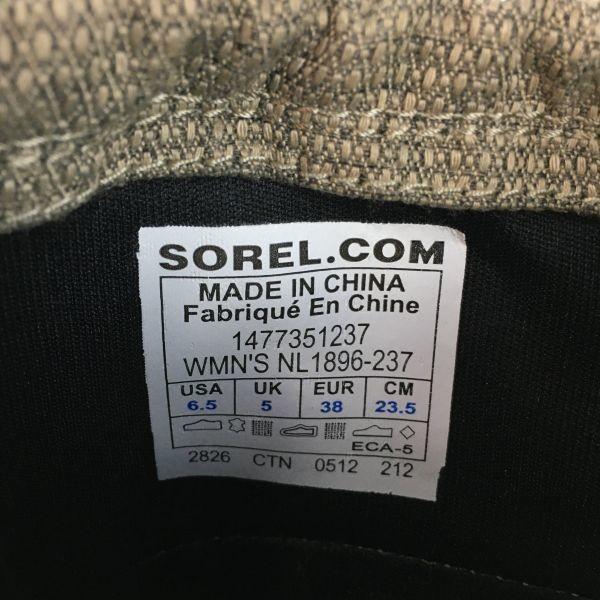 SOREL.COM
MADE IN CHINA
Fabriqué En Chine
1477351237
WMN'S NL1896-237
USA UK EUR CM
6.5 5 38 23.5
ECA-5
2826 CTN 0512 212